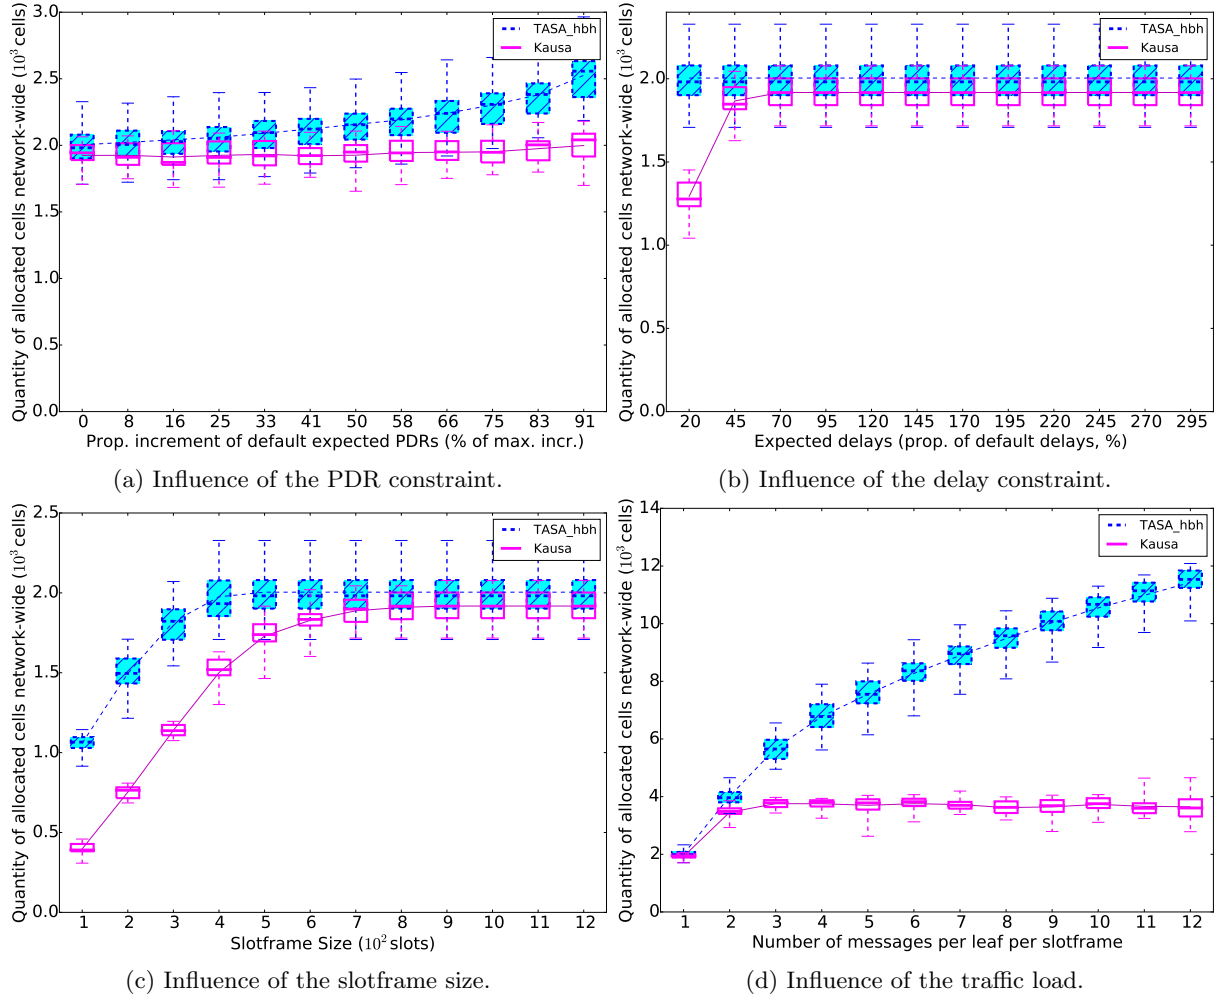 3.0
2.5
2.0
1.5
1.0
0.5
0.0
Quantity of allocated cells network-wide (10³ cells)
TASA_hbh
Kausa
0 8 16 25 33 41 50 58 66 75 83 91
Prop. increment of default expected PDRs (% of max. incr.)
(a) Influence of the PDR constraint.
2.0
1.5
1.0
0.5
0.0
Quantity of allocated cells network-wide (10³ cells)
TASA_hbh
Kausa
20 45 70 95 120 145 170 195 220 245 270 295
Expected delays (prop. of default delays, %)
(b) Influence of the delay constraint.
2.5
2.0
1.5
1.0
0.5
0.0
Quantity of allocated cells network-wide (10³ cells)
TASA_hbh
Kausa
1 2 3 4 5 6 7 8 9 10 11 12
Slotframe Size (10² slots)
(c) Influence of the slotframe size.
14
12
10
8
6
4
2
0
Quantity of allocated cells network-wide (10³ cells)
TASA_hbh
Kausa
1 2 3 4 5 6 7 8 9 10 11 12
Number of messages per leaf per slotframe
(d) Influence of the traffic load.